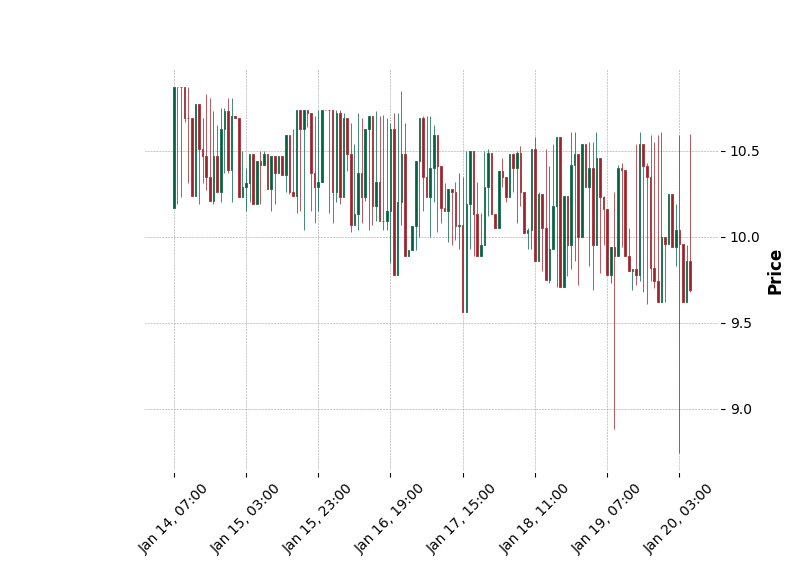 10.5
10.0
9.5
9.0
Price
Jan 14, 07:00
Jan 15, 03:00
Jan 15, 23:00
Jan 16, 19:00
Jan 17, 15:00
Jan 18, 11:00
Jan 19, 07:00
Jan 20, 03:00